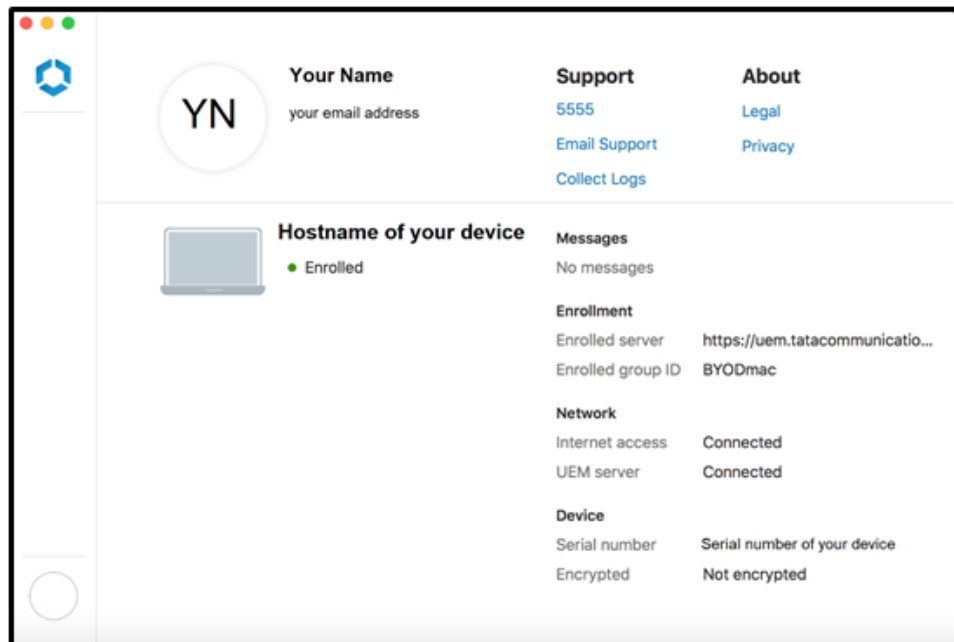 YN
Your Name
your email address
Support
5555
Email Support
Collect Logs
About
Legal
Privacy
Hostname of your device
Enrolled
Messages
No messages
Enrollment
Enrolled server https://uem.tatacommunicatio...
Enrolled group ID BYODmac
Network
Internet access Connected
UEM server Connected
Device
Serial number Serial number of your device
Encrypted Not encrypted